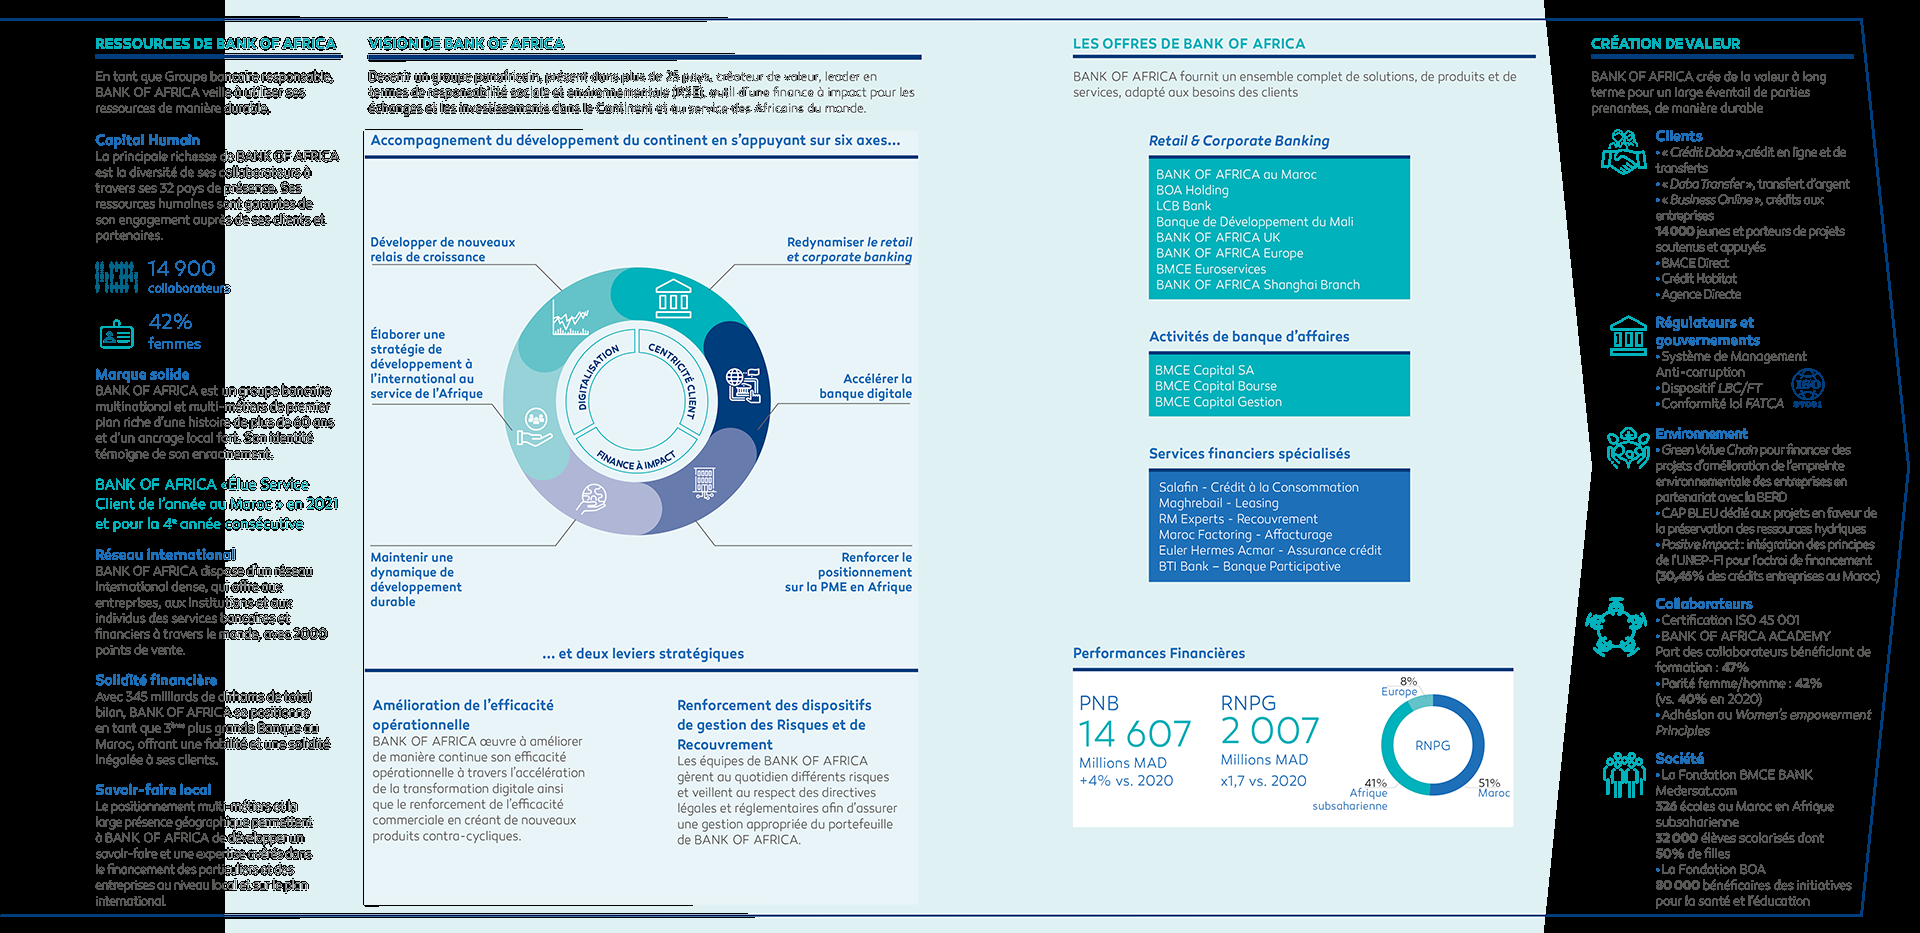 RESSOURCES DE BANK OF AFRICA
En tant que Groupe bancaire responsable,
BANK OF AFRICA veille à utiliser ses
ressources de manière durable.
Capital Humain
La principale richesse de BANK OF AFRICA
est la diversité de ses collaborateurs à
travers ses 32 pays de présence. Ses
ressources humaines sont garantes de
son engagement auprès de ses clients et
partenaires.
14 900
collaborateurs
42%
femmes
Marque solide
BANK OF AFRICA est un groupe bancaire
multinational et multi-métiers de premier
plan riche d'une histoire de plus de 60 ans
et d'un ancrage local fort. Son identité
témoigne de son enracinement.
BANK OF AFRICA «Élue Service
Client de l'année au Maroc » en 2021
et pour la 4e année consécutive
Réseau international
BANK OF AFRICA dispose d'un réseau
International dense, qui offre aux
entreprises, aux institutions et aux
individus des services bancaires et
financiers à travers le monde, avec 2000
points de vente.
Solidité financière
Avec 345 milliards de dirhams de total
bilan, BANK OF AFRICA se positionne
en tant que 3ème plus grande Banque au
Maroc, offrant une fiabilité et une solidité
Inégalée à ses clients.
Savoir-faire local
Le positionnement multi-métiers et la
large présence géographique permettent
à BANK OF AFRICA de développer un
savoir-faire et une expertise avérés dans
le financement des particuliers et des
entreprises au niveau local et sur le plan
international.
VISION DE BANK OF AFRICA
Devenir un groupe panafricain, présent dans plus de 25 pays, créateur de valeur, leader en
termes de responsabilité sociale et environnementale (RSE), outil d'une finance à impact pour les
échanges et les investissements dans le Continent et au service des Africains du monde.
Accompagnement du développement du continent en s'appuyant sur six axes...
Développer de nouveaux
relais de croissance
Redynamiser le retail
et corporate banking
Élaborer une
stratégie de
développement à
l'international au
service de l'Afrique
Accélérer la
banque digitale
DIGITALISATION
CENTRICITÉ CLIENT
FINANCE À IMPACT
Maintenir une
dynamique de
développement
durable
Renforcer le
positionnement
sur la PME en Afrique
... et deux leviers stratégiques
Amélioration de l'efficacité
opérationnelle
BANK OF AFRICA œuvre à améliorer
de manière continue son efficacité
opérationnelle à travers l'accélération
de la transformation digitale ainsi
que le renforcement de l'efficacité
commerciale en créant de nouveaux
produits contra-cycliques.
Renforcement des dispositifs
de gestion des Risques et de
Recouvrement
Les équipes de BANK OF AFRICA
gèrent au quotidien différents risques
et veillent au respect des directives
légales et réglementaires afin d'assurer
une gestion appropriée du portefeuille
de BANK OF AFRICA.
LES OFFRES DE BANK OF AFRICA
BANK OF AFRICA fournit un ensemble complet de solutions, de produits et de
services, adapté aux besoins des clients
Retail & Corporate Banking
BANK OF AFRICA au Maroc
BOA Holding
LCB Bank
Banque de Développement du Mali
BANK OF AFRICA UK
BANK OF AFRICA Europe
BMCE Euroservices
BANK OF AFRICA Shanghai Branch
Activités de banque d'affaires
BMCE Capital SA
BMCE Capital Bourse
BMCE Capital Gestion
Services financiers spécialisés
Salafin - Crédit à la Consommation
Maghrebail - Leasing
RM Experts - Recouvrement
Maroc Factoring - Affacturage
Euler Hermes Acmar - Assurance crédit
BTI Bank – Banque Participative
Performances Financières
PNB
14 607
Millions MAD
+4% vs. 2020
RNPG
2 007
Millions MAD
x1,7 vs. 2020
8%
Europe
RNPG
41%
Afrique
subsaharienne
51%
Maroc
CRÉATION DE VALEUR
BANK OF AFRICA crée de la valeur à long
terme pour un large éventail de parties
prenantes, de manière durable
Clients
• « Crédit Daba »,crédit en ligne et de
transferts
• « Daba Transfer », transfert d'argent
• « Business Online », crédits aux
entreprises
14 000 jeunes et porteurs de projets
soutenus et appuyés
• BMCE Direct
• Crédit Habitat
• Agence Directe
Régulateurs et
gouvernements
• Système de Management
Anti-corruption
• Dispositif LBC/FT
• Conformité loi FATCA
ISO
37001
Environnement
• Green Value Chain pour financer des
projets d'amélioration de l'empreinte
environnementale des entreprises en
partenariat avec la BERD
• CAP BLEU dédié aux projets en faveur de
la préservation des ressources hydriques
• Positive Impact : intégration des principes
de l'UNEP-FI pour l'octroi de financement
(30,46% des crédits entreprises au Maroc)
Collaborateurs
• Certification ISO 45 001
• BANK OF AFRICA ACADEMY
Part des collaborateurs bénéficiant de
formation : 47%
• Parité femme/homme : 42%
(vs. 40% en 2020)
• Adhésion au Women's empowerment
Principles
Société
• La Fondation BMCE BANK
Medersat.com
326 écoles au Maroc en Afrique
subsaharienne
32 000 élèves scolarisés dont
50% de filles
• La Fondation BOA
80 000 bénéficaires des initiatives
pour la santé et l'éducation